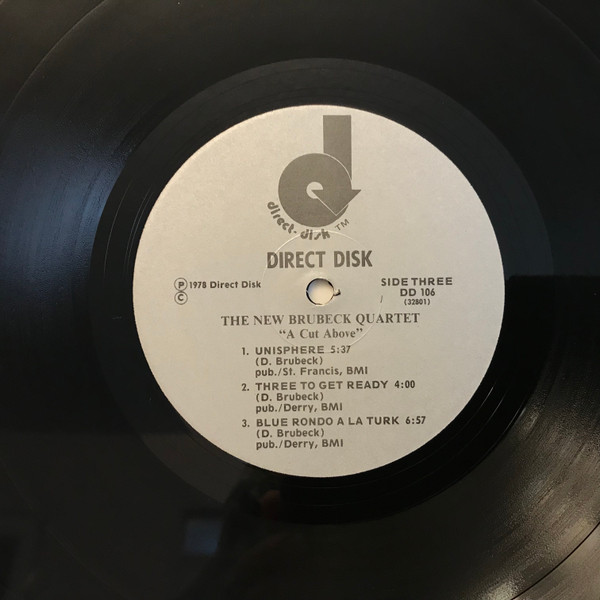 direct-disk™
DIRECT DISK
Ⓟ 1978 Direct Disk
Ⓒ
SIDE THREE
DD 106
(32801)
THE NEW BRUBECK QUARTET
"A Cut Above"
1. UNISPHERE 5:37
(D. Brubeck)
pub./St. Francis, BMI
2. THREE TO GET READY 4:00
(D. Brubeck)
pub./Derry, BMI
3. BLUE RONDO A LA TURK 6:57
(D. Brubeck)
pub./Derry, BMI